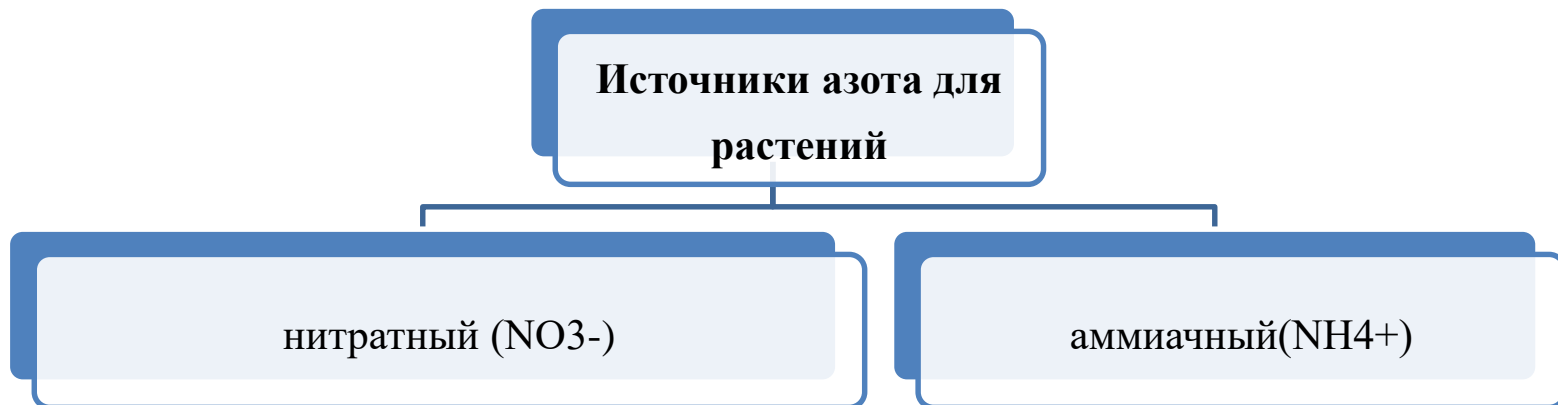 Источники азота для
растений
нитратный (NO3-)
аммиачный(NH4+)